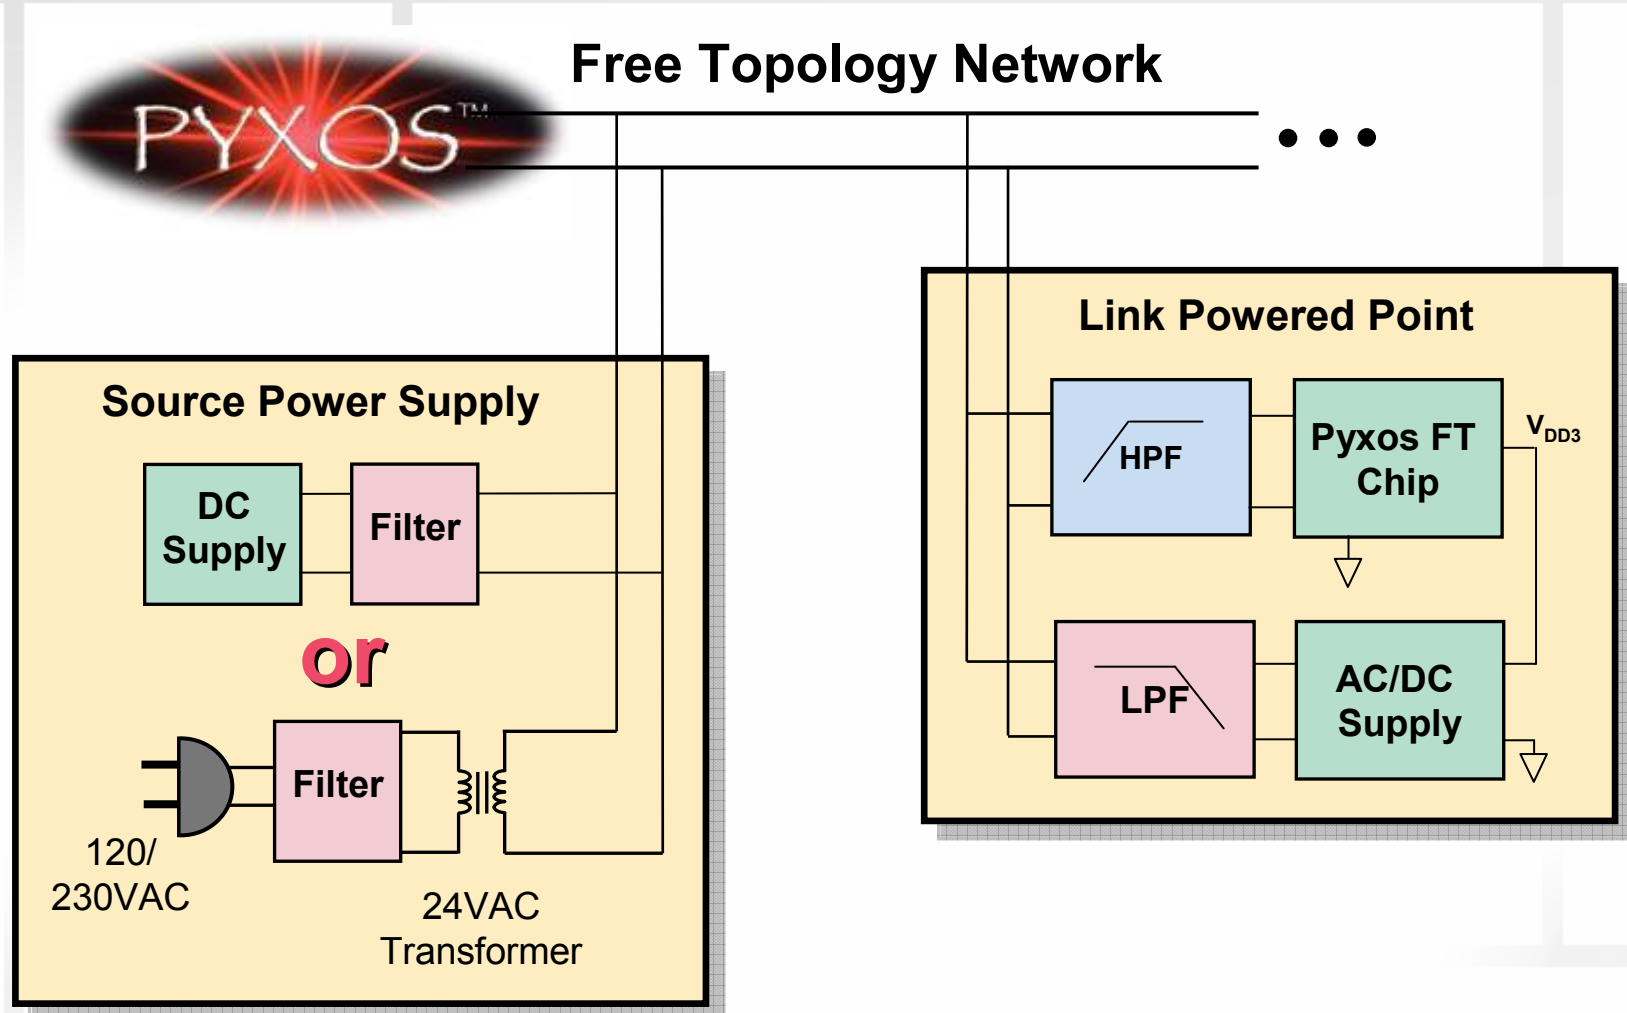 PYXOS™
Free Topology Network
Source Power Supply
DC
Supply
Filter
or
Filter
120/
230VAC
24VAC
Transformer
Link Powered Point
HPF
Pyxos FT
Chip
VDD3
LPF
AC/DC
Supply